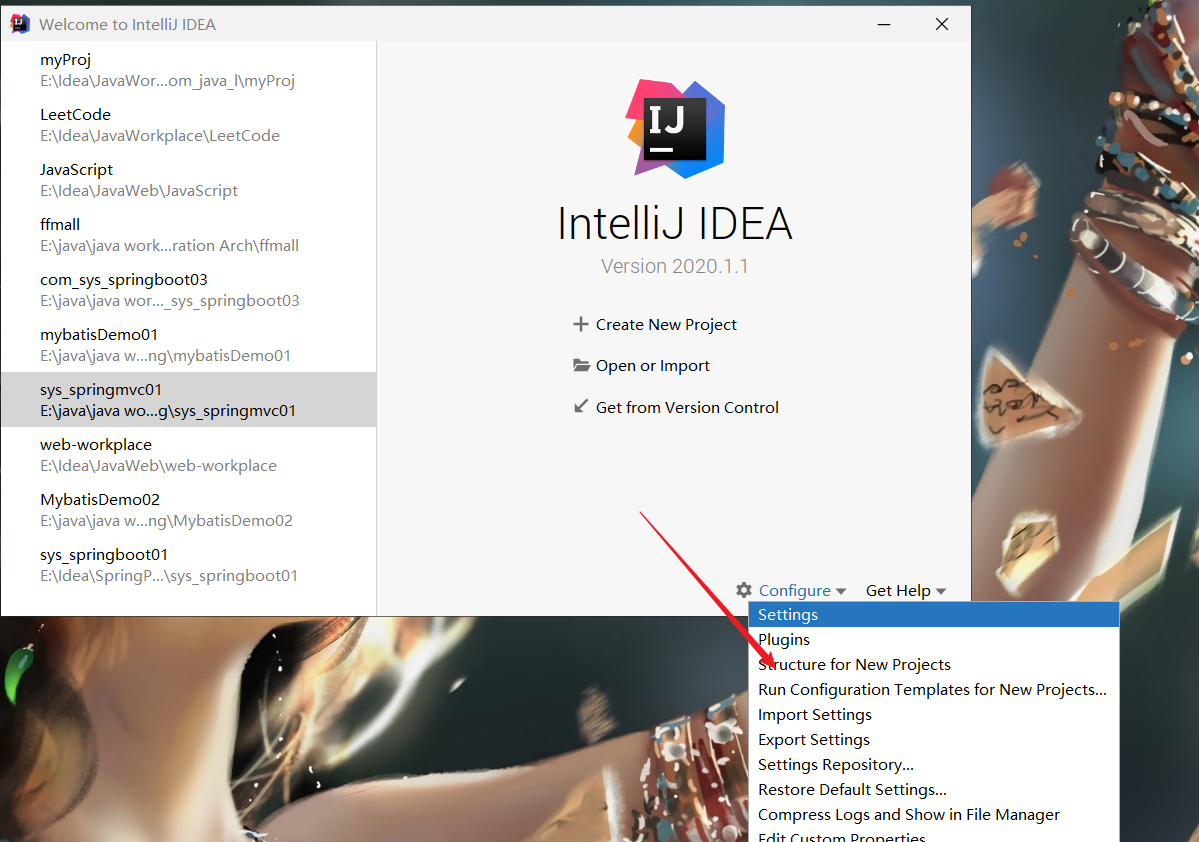 IJ
Welcome to IntelliJ IDEA
myProj
E:\Idea\JavaWor...om_java_l\myProj
LeetCode
E:\Idea\JavaWorkplace\LeetCode
JavaScript
E:\Idea\JavaWeb\JavaScript
ffmall
E:\java\java work...ration Arch\ffmall
com_sys_springboot03
E:\java\java wor..._sys_springboot03
mybatisDemo01
E:\java\java w...ng\mybatisDemo01
sys_springmvc01
E:\java\java wo...g\sys_springmvc01
web-workplace
E:\Idea\JavaWeb\web-workplace
MybatisDemo02
E:\java\java w...ng\MybatisDemo02
sys_springboot01
E:\Idea\SpringP...\sys_springboot01
IJ
IntelliJ IDEA
Version 2020.1.1
Create New Project
Open or Import
Get from Version Control
Configure Get Help
Settings
Plugins
Structure for New Projects
Run Configuration Templates for New Projects...
Import Settings
Export Settings
Settings Repository...
Restore Default Settings...
Compress Logs and Show in File Manager
Edit Custom Properties